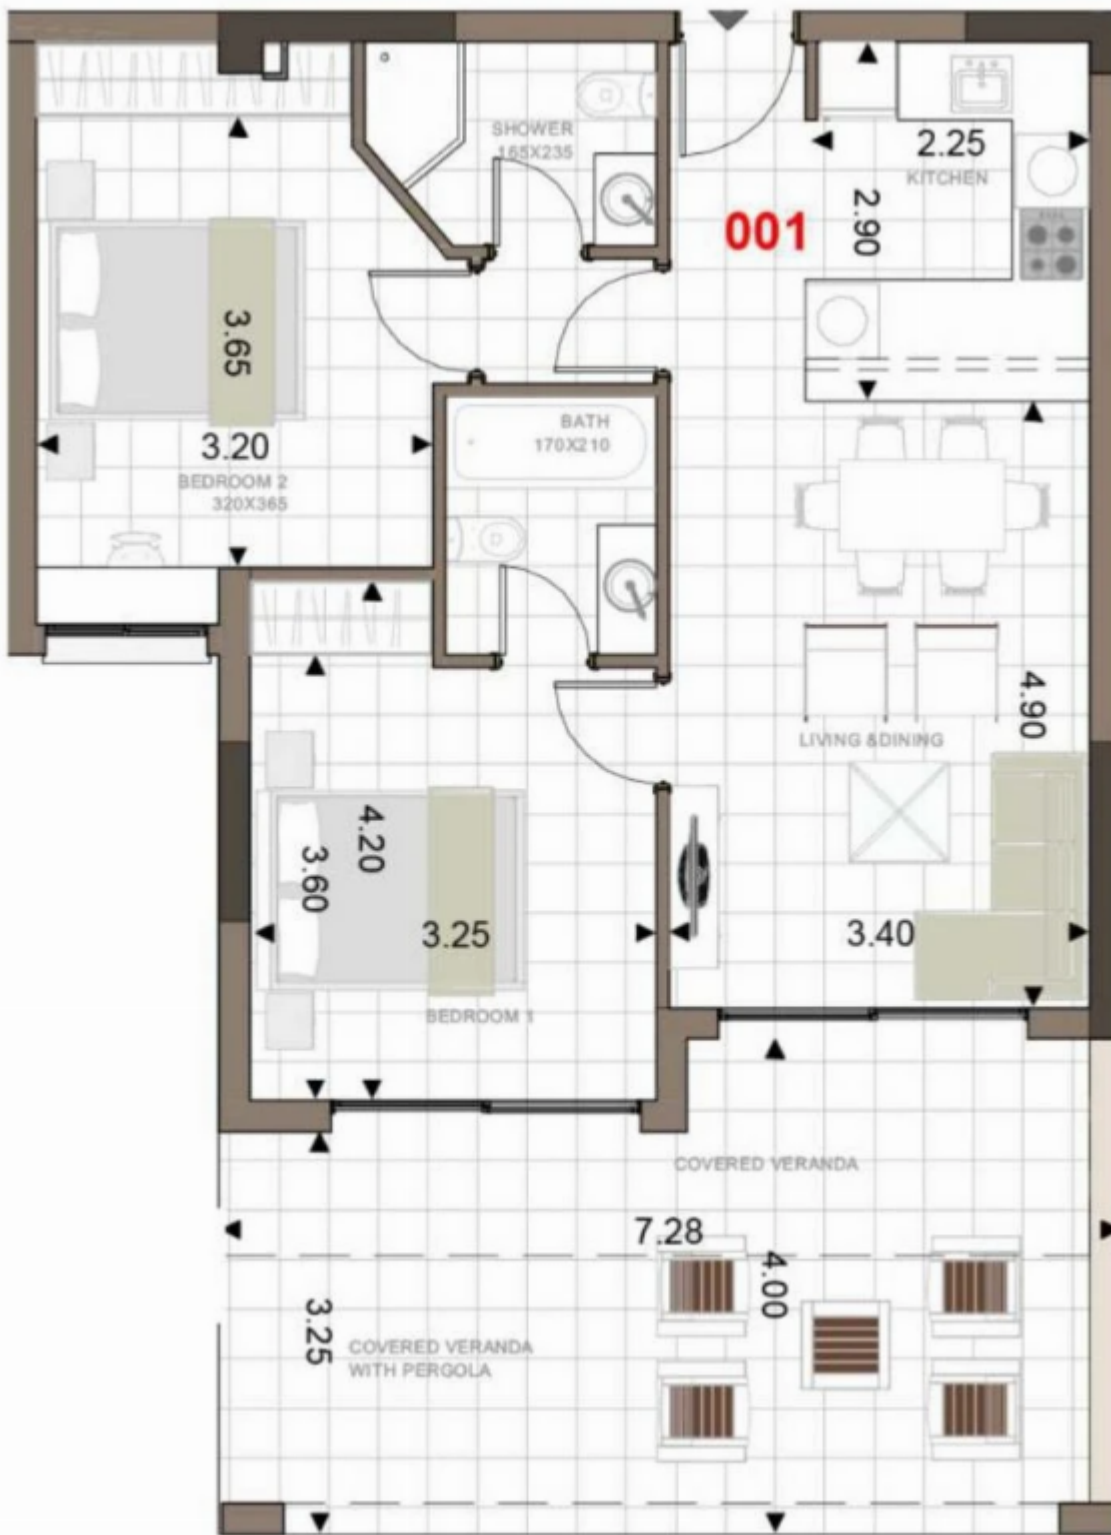 SHOWER
165X235
2.25
KITCHEN
2.90
001
3.65
3.20
BEDROOM 2
320X365
BATH
170X210
4.90
LIVING &DINING
4.20
3.60
3.25
3.40
BEDROOM 1
COVERED VERANDA
7.28
4.00
3.25
COVERED VERANDA
WITH PERGOLA